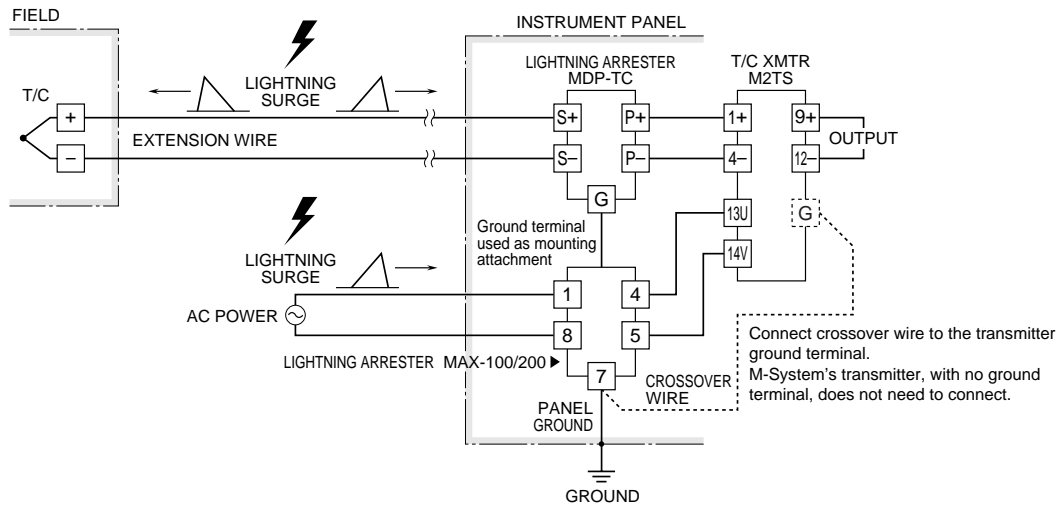 FIELD
INSTRUMENT PANEL
LIGHTNING ARRESTER
MDP-TC
T/C XMTR
M2TS
LIGHTNING
SURGE
T/C
+
S+
P+
1+
9+
EXTENSION WIRE
OUTPUT
–
S–
P–
4–
12–
G
13U
G
Ground terminal
used as mounting
attachment
14V
LIGHTNING
SURGE
1
4
AC POWER
8
5
Connect crossover wire to the transmitter
ground terminal.
M-System's transmitter, with no ground
terminal, does not need to connect.
LIGHTNING ARRESTER MAX-100/200
7
CROSSOVER
WIRE
PANEL
GROUND
GROUND